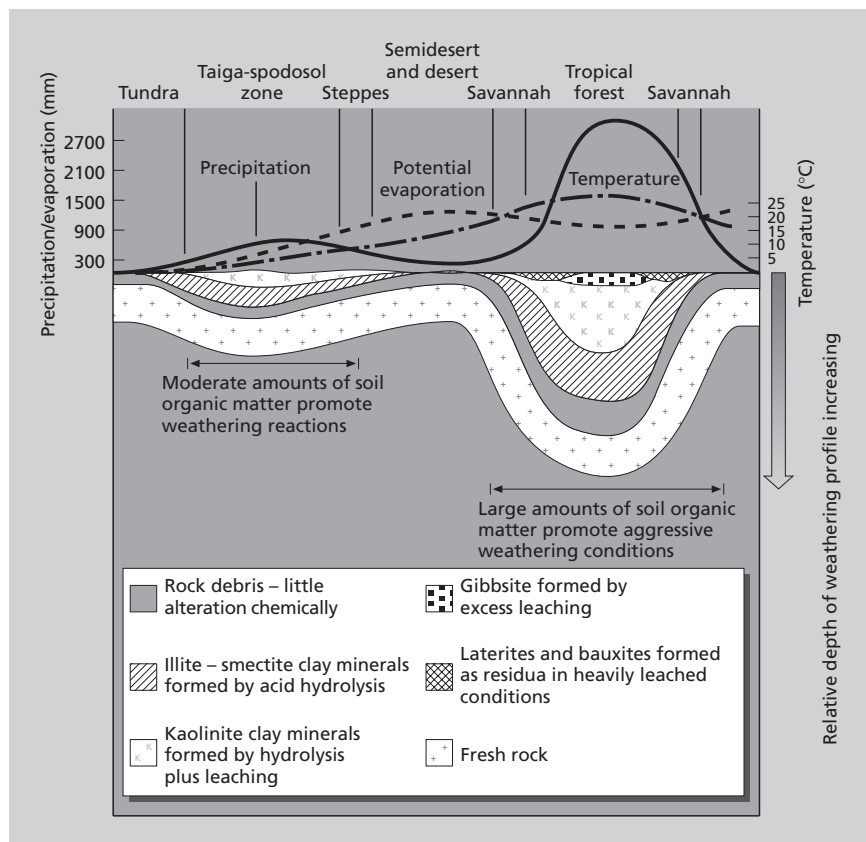 Semidesert
and desert
Tundra
Taiga-spodosol
zone
Steppes
Savannah
Tropical
forest
Savannah
Precipitation/evaporation (mm)
2700
2100
1500
900
300
Precipitation
Potential
evaporation
Temperature
25
20
15
10
5
Temperature (°C)
K K K K K
K K K K K
K K K K
K K K
K K
Moderate amounts of soil
organic matter promote
weathering reactions
Large amounts of soil organic
matter promote aggressive
weathering conditions
Relative depth of weathering profile increasing
Rock debris – little
alteration chemically
Gibbsite formed by
excess leaching
Illite – smectite clay minerals
formed by acid hydrolysis
Laterites and bauxites formed
as residua in heavily leached
conditions
K
K K
Kaolinite clay minerals
formed by hydrolysis
plus leaching
Fresh rock